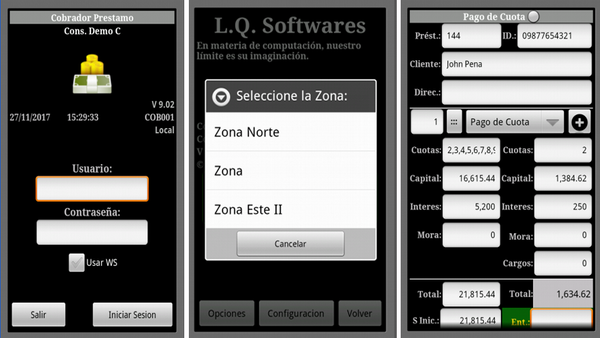 Cobrador Prestamo
Cons. Demo C
V 9.02
27/11/2017 15:29:33 COB001
Local
Usuario:
Contraseña:
Usar WS
Salir Iniciar Sesion
L.Q. Softwares
En materia de computación, nuestro
límite es su imaginación.
Seleccione la Zona:
Zona Norte
Zona
Zona Este II
Cancelar
Opciones Configuracion Volver
Pago de Cuota
Prést.: 144 ID.: 09877654321
Cliente: John Pena
Direc.:
1 ::: Pago de Cuota
Cuotas: 2,3,4,5,6,7,8,9 Cuotas: 2
Capital: 16,615.44 Capital: 1,384.62
Interes: 5,200 Interes: 250
Mora: 0 Mora: 0
Cargos: 0
Total: 21,815.44 Total: 1,634.62
S Inic.: 21,815.44 Ent.: